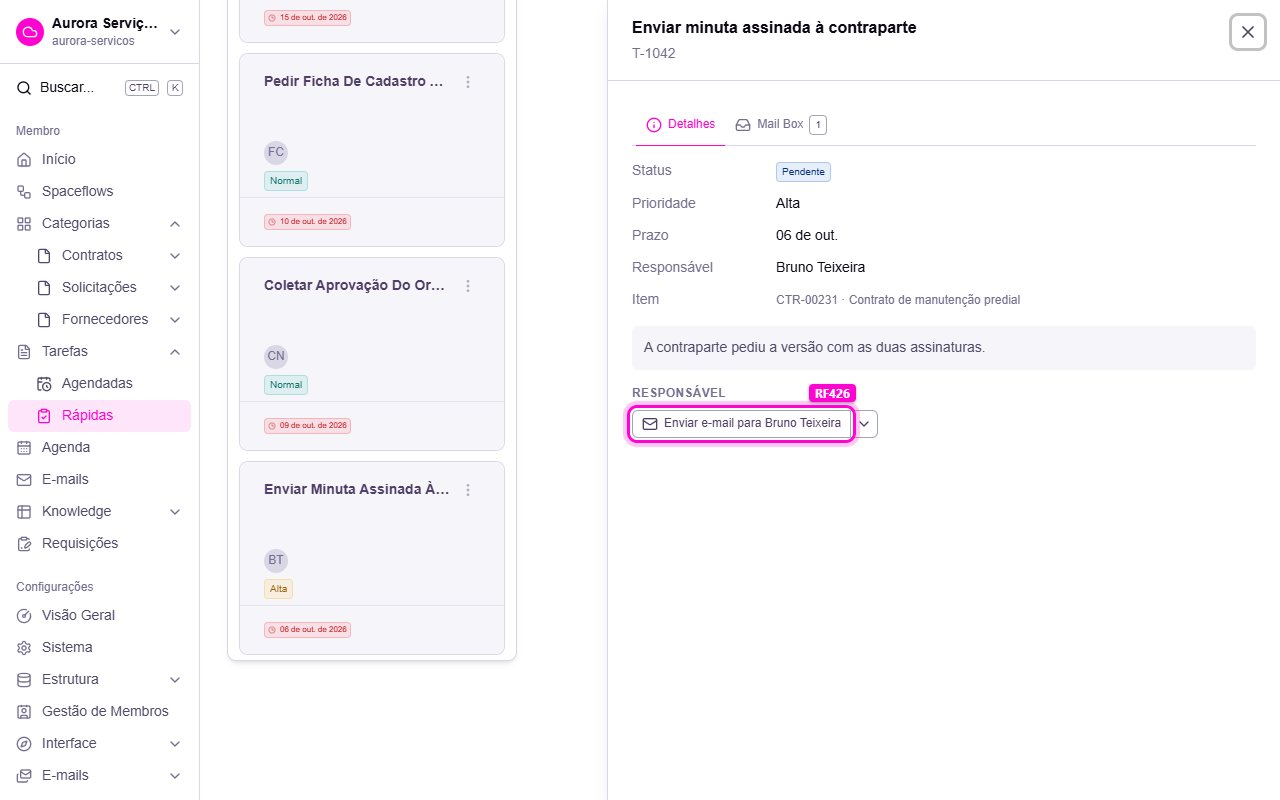 Aurora Serviç...
aurora-servicos
Buscar...
CTRL
K
Membro
Início
Spaceflows
Categorias
Contratos
Solicitações
Fornecedores
Tarefas
Agendadas
Rápidas
Agenda
E-mails
Knowledge
Requisições
Configurações
Visão Geral
Sistema
Estrutura
Gestão de Membros
Interface
E-mails
15 de out. de 2026
Pedir Ficha De Cadastro ...
FC
Normal
10 de out. de 2026
Coletar Aprovação Do Or...
CN
Normal
09 de out. de 2026
Enviar Minuta Assinada À...
BT
Alta
06 de out. de 2026
Enviar minuta assinada à contraparte
T-1042
Detalhes
Mail Box 1
Status Pendente
Prioridade Alta
Prazo 06 de out.
Responsável Bruno Teixeira
Item CTR-00231 · Contrato de manutenção predial
A contraparte pediu a versão com as duas assinaturas.
RESPONSÁVEL
RF426
Enviar e-mail para Bruno Teixeira